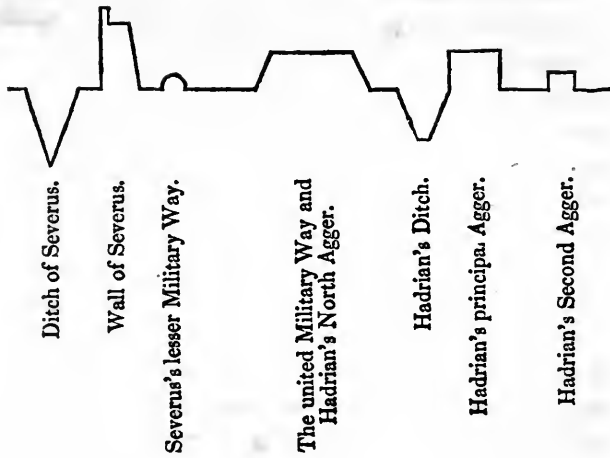 Ditch of Severus.
Wall of Severus.
Severus's lesser Military Way.
The united Military Way and
Hadrian's North Agger.
Hadrian's Ditch.
Hadrian's principa. Agger.
Hadrian's Second Agger.